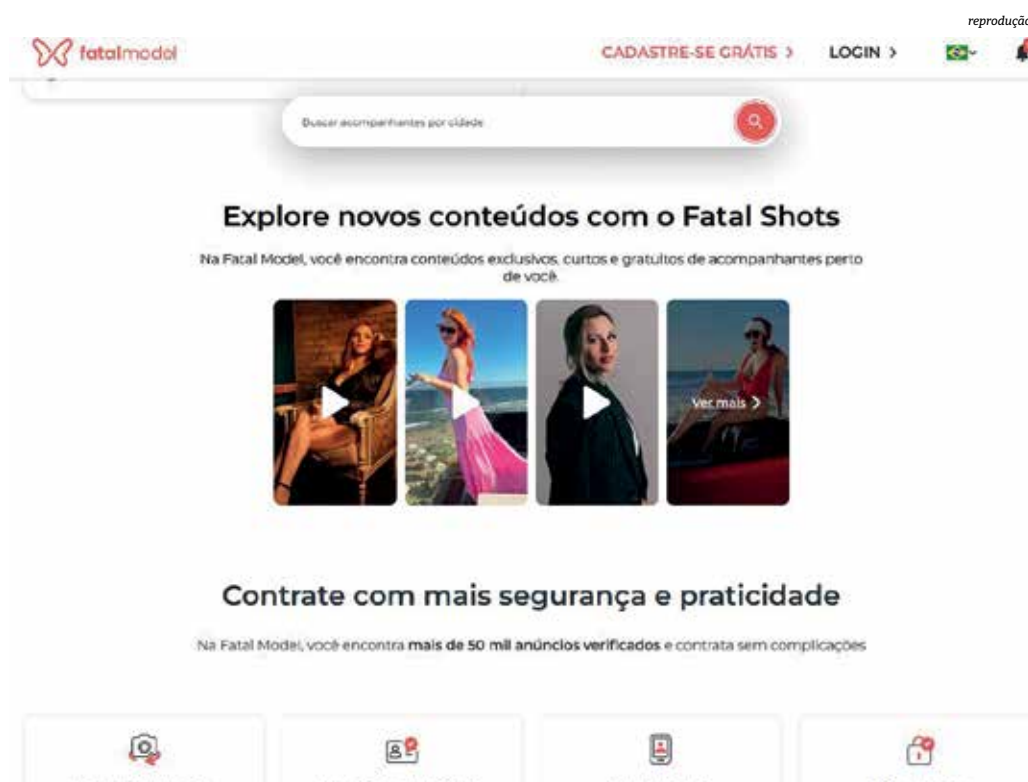 reprodução
fatalmodel
CADASTRE-SE GRÁTIS >
LOGIN >
Buscar acompanhantes por cidade
Explore novos conteúdos com o Fatal Shots
Na Fatal Model, você encontra conteúdos exclusivos, curtos e gratuitos de acompanhantes perto
de você.
Ver mais >
Contrate com mais segurança e praticidade
Na Fatal Model, você encontra mais de 50 mil anúncios verificados e contrata sem complicações